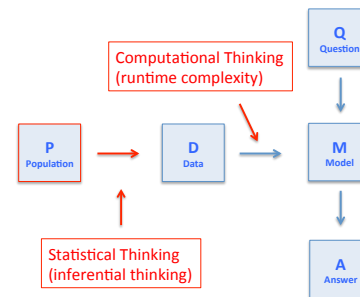 Q
Question
Computational Thinking
(runtime complexity)
P
Population
D
Data
M
Model
Statistical Thinking
(inferential thinking)
A
Answer